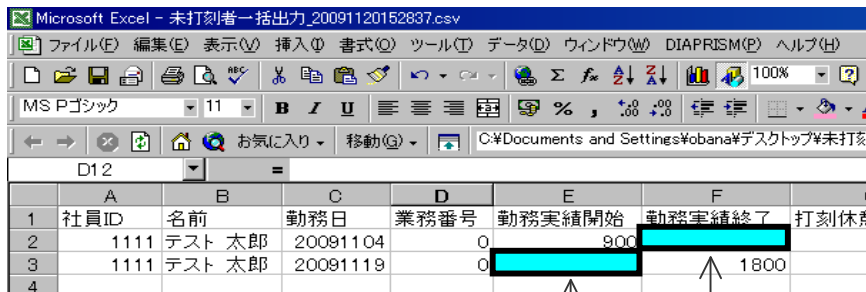 Microsoft Excel - 未打刻者一括出力_20091120152837.csv
ファイル(F) 編集(E) 表示(V) 挿入(I) 書式(O) ツール(T) データ(D) ウィンドウ(W) DIAPRISM(P) ヘルプ(H)
100%
MS Pゴシック 11 B I U % ,
お気に入り 移動(G) C:¥Documents and Settings¥obana¥デスクトップ¥未打刻
D12 =
A B C D E F
1 社員ID 名前 勤務日 業務番号 勤務実績開始 勤務実績終了 打刻休
2 1111 テスト 太郎 20091104 0 900
3 1111 テスト 太郎 20091119 0 1800
4